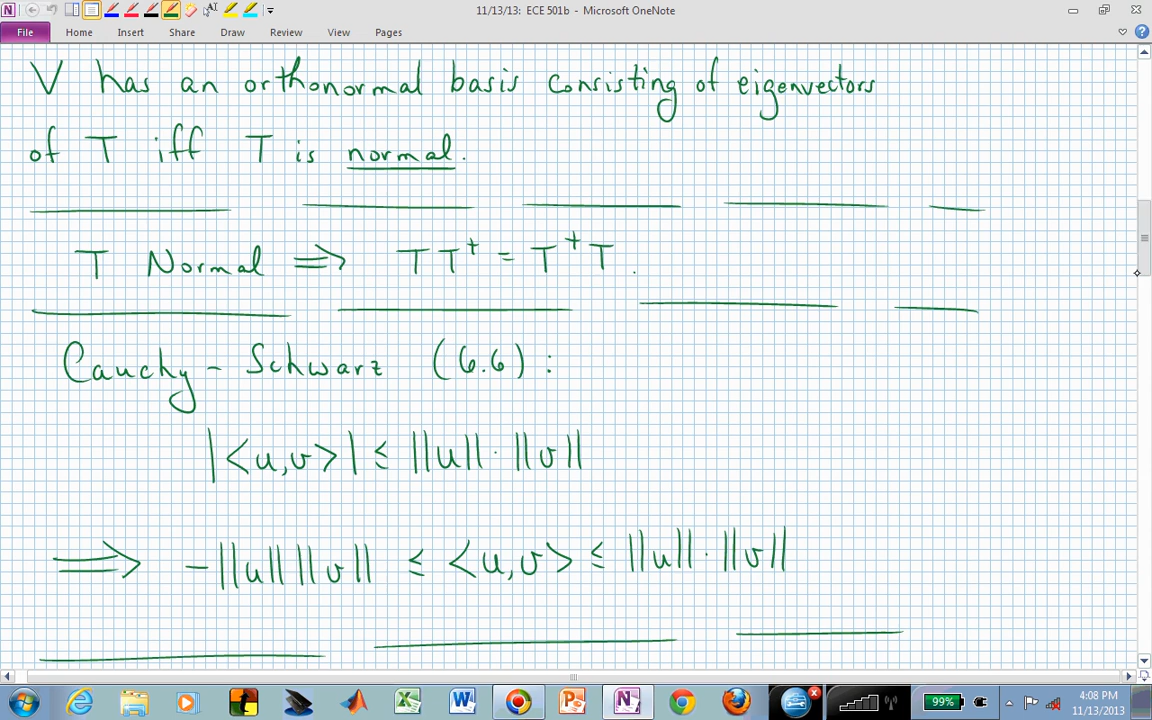 11/13/13: ECE 501b - Microsoft OneNote
File Home Insert Share Draw Review View Pages
V has an orthonormal basis consisting of eigenvectors
of T iff T is normal.
T Normal ⟹ TT⁺ = T⁺T.
Cauchy - Schwarz (6.6):
|<u,v>| ≤ ||u||·||v||
⟹ -||u|| ||v|| ≤ <u,v> ≤ ||u||·||v||
99%
4:08 PM
11/13/2013